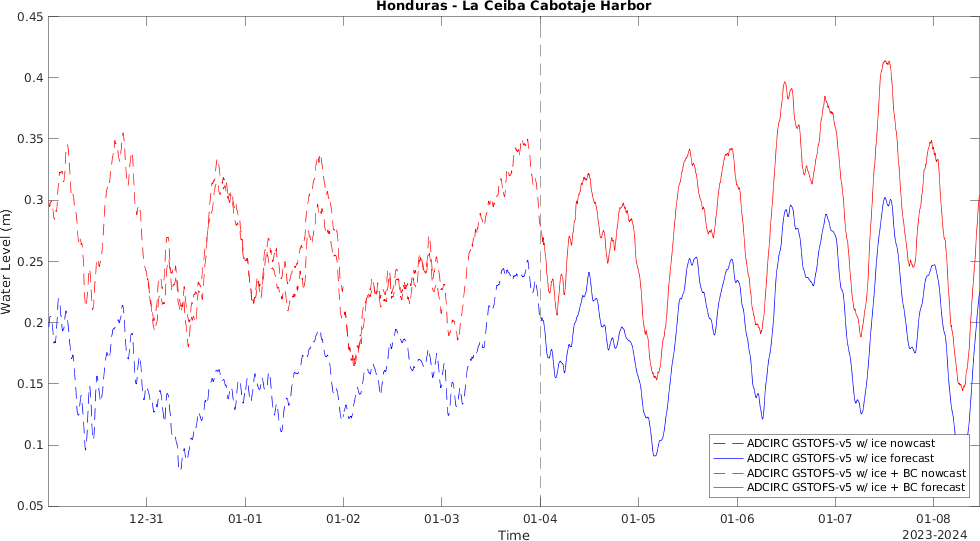 Honduras - La Ceiba Cabotaje Harbor
0.45
0.4
0.35
0.3
0.25
0.2
0.15
0.1
0.05
Water Level (m)
12-31
01-01
01-02
01-03
01-04
01-05
01-06
01-07
01-08
Time
2023-2024
ADCIRC GSTOFS-v5 w/ ice nowcast
ADCIRC GSTOFS-v5 w/ ice forecast
ADCIRC GSTOFS-v5 w/ ice + BC nowcast
ADCIRC GSTOFS-v5 w/ ice + BC forecast